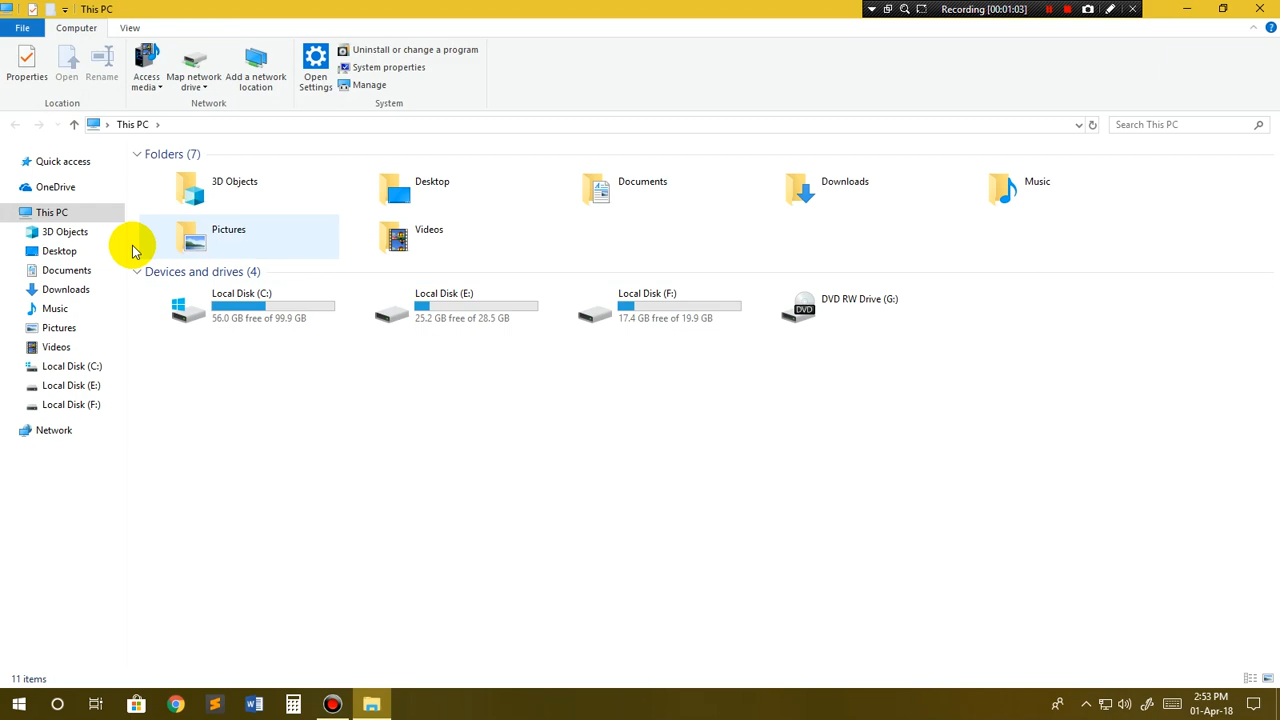 This PC
Recording [00:01:03]
File
Computer
View
Properties
Open
Rename
Access media
Map network drive
Add a network location
Open Settings
Uninstall or change a program
System properties
Manage
Location
Network
System
This PC
Search This PC
Quick access
OneDrive
This PC
3D Objects
Desktop
Documents
Downloads
Music
Pictures
Videos
Local Disk (C:)
Local Disk (E:)
Local Disk (F:)
Network
Folders (7)
3D Objects
Desktop
Documents
Downloads
Music
Pictures
Videos
Devices and drives (4)
Local Disk (C:)
56.0 GB free of 99.9 GB
Local Disk (E:)
25.2 GB free of 28.5 GB
Local Disk (F:)
17.4 GB free of 19.9 GB
DVD
DVD RW Drive (G:)
11 items
2:53 PM
01-Apr-18